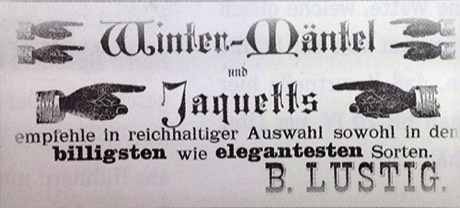 Winter-Mäntel
und
Jaquetts
empfehle in reichhaltiger Auswahl sowohl in den
billigsten wie elegantesten Sorten.
B. LUSTIG.